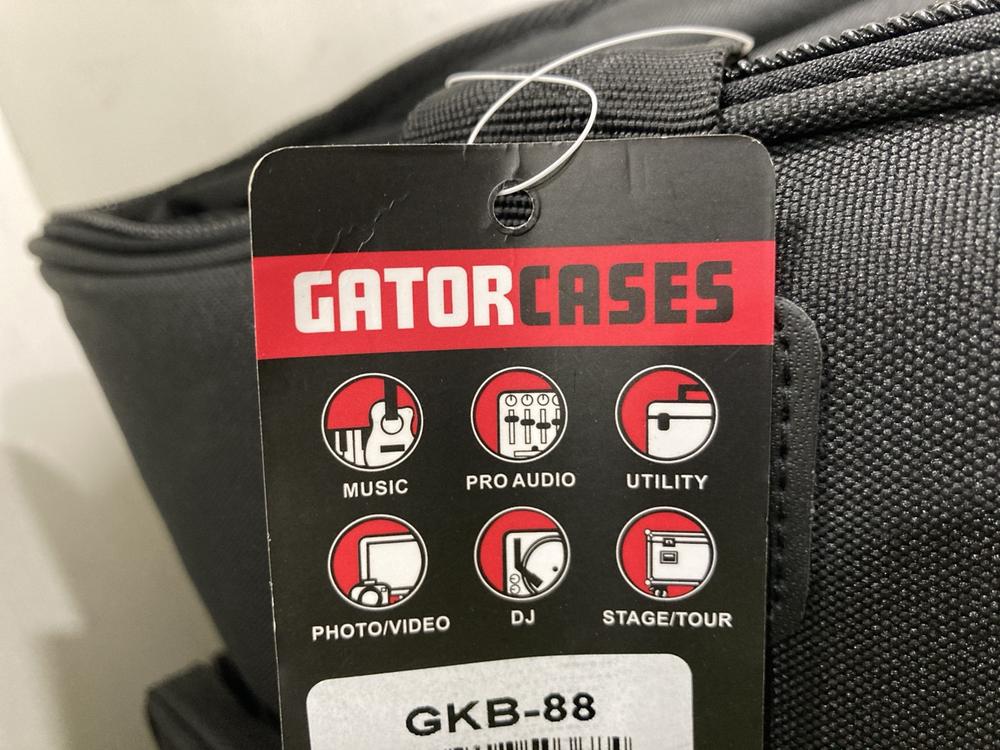 GATORCASES
MUSIC PRO AUDIO UTILITY
PHOTO/VIDEO DJ STAGE/TOUR
GKB-88